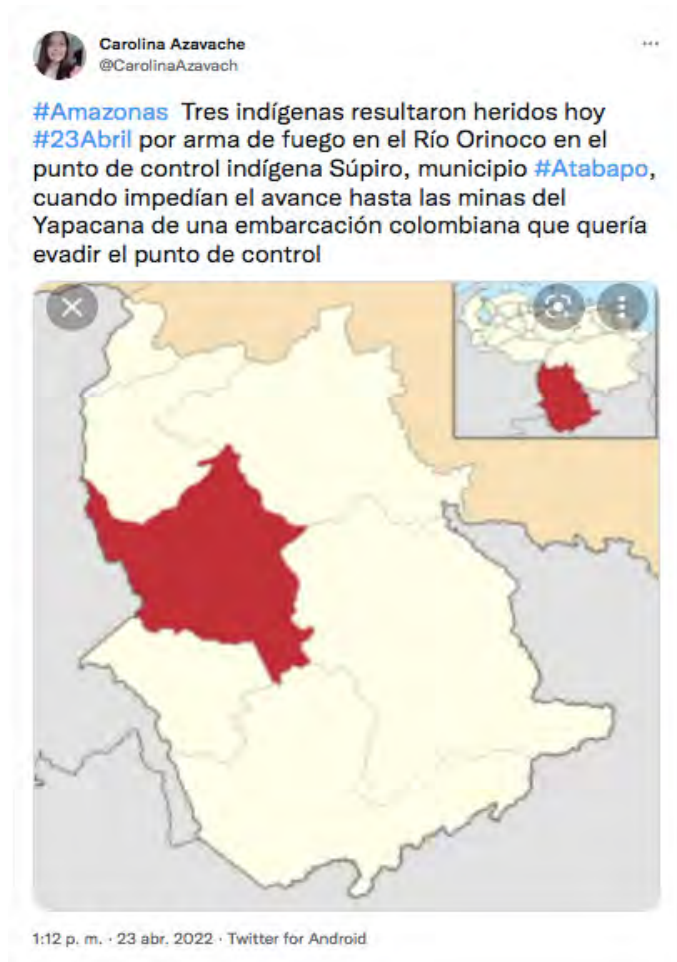 Carolina Azavache
@CarolinaAzavach
#Amazonas Tres indígenas resultaron heridos hoy
#23Abril por arma de fuego en el Río Orinoco en el
punto de control indígena Súpiro, municipio #Atabapo,
cuando impedían el avance hasta las minas del
Yapacana de una embarcación colombiana que quería
evadir el punto de control
1:12 p. m. · 23 abr. 2022 · Twitter for Android